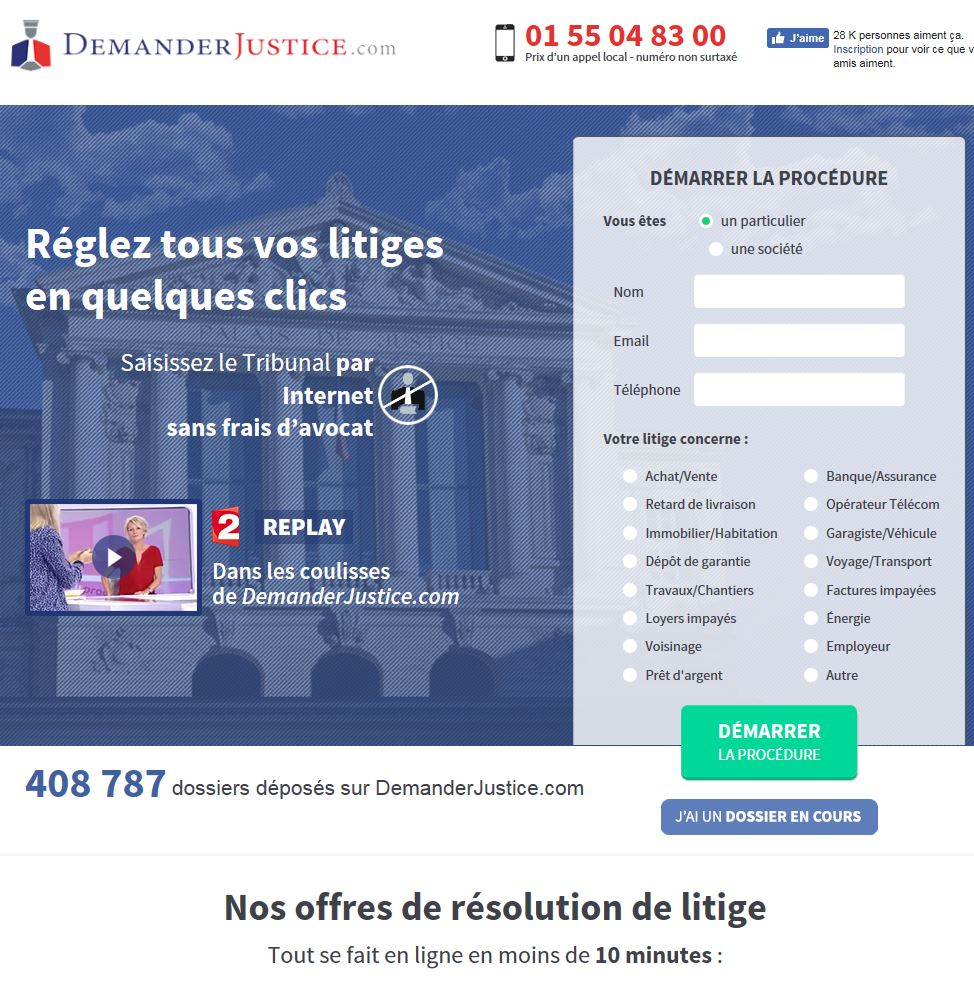 DEMANDERJUSTICE.com
01 55 04 83 00
Prix d'un appel local - numéro non surtaxé
J'aime
28 K personnes aiment ça.
Inscription pour voir ce que v
amis aiment.
PALAIS DE JUSTICE
Réglez tous vos litiges
en quelques clics
Saisissez le Tribunal par
Internet
sans frais d'avocat
2 REPLAY
Dans les coulisses
de DemanderJustice.com
DÉMARRER LA PROCÉDURE
Vous êtes
un particulier
une société
Nom
Email
Téléphone
Votre litige concerne :
Achat/Vente
Banque/Assurance
Retard de livraison
Opérateur Télécom
Immobilier/Habitation
Garagiste/Véhicule
Dépôt de garantie
Voyage/Transport
Travaux/Chantiers
Factures impayées
Loyers impayés
Énergie
Voisinage
Employeur
Prêt d'argent
Autre
DÉMARRER
LA PROCÉDURE
408 787 dossiers déposés sur DemanderJustice.com
J'AI UN DOSSIER EN COURS
Nos offres de résolution de litige
Tout se fait en ligne en moins de 10 minutes :